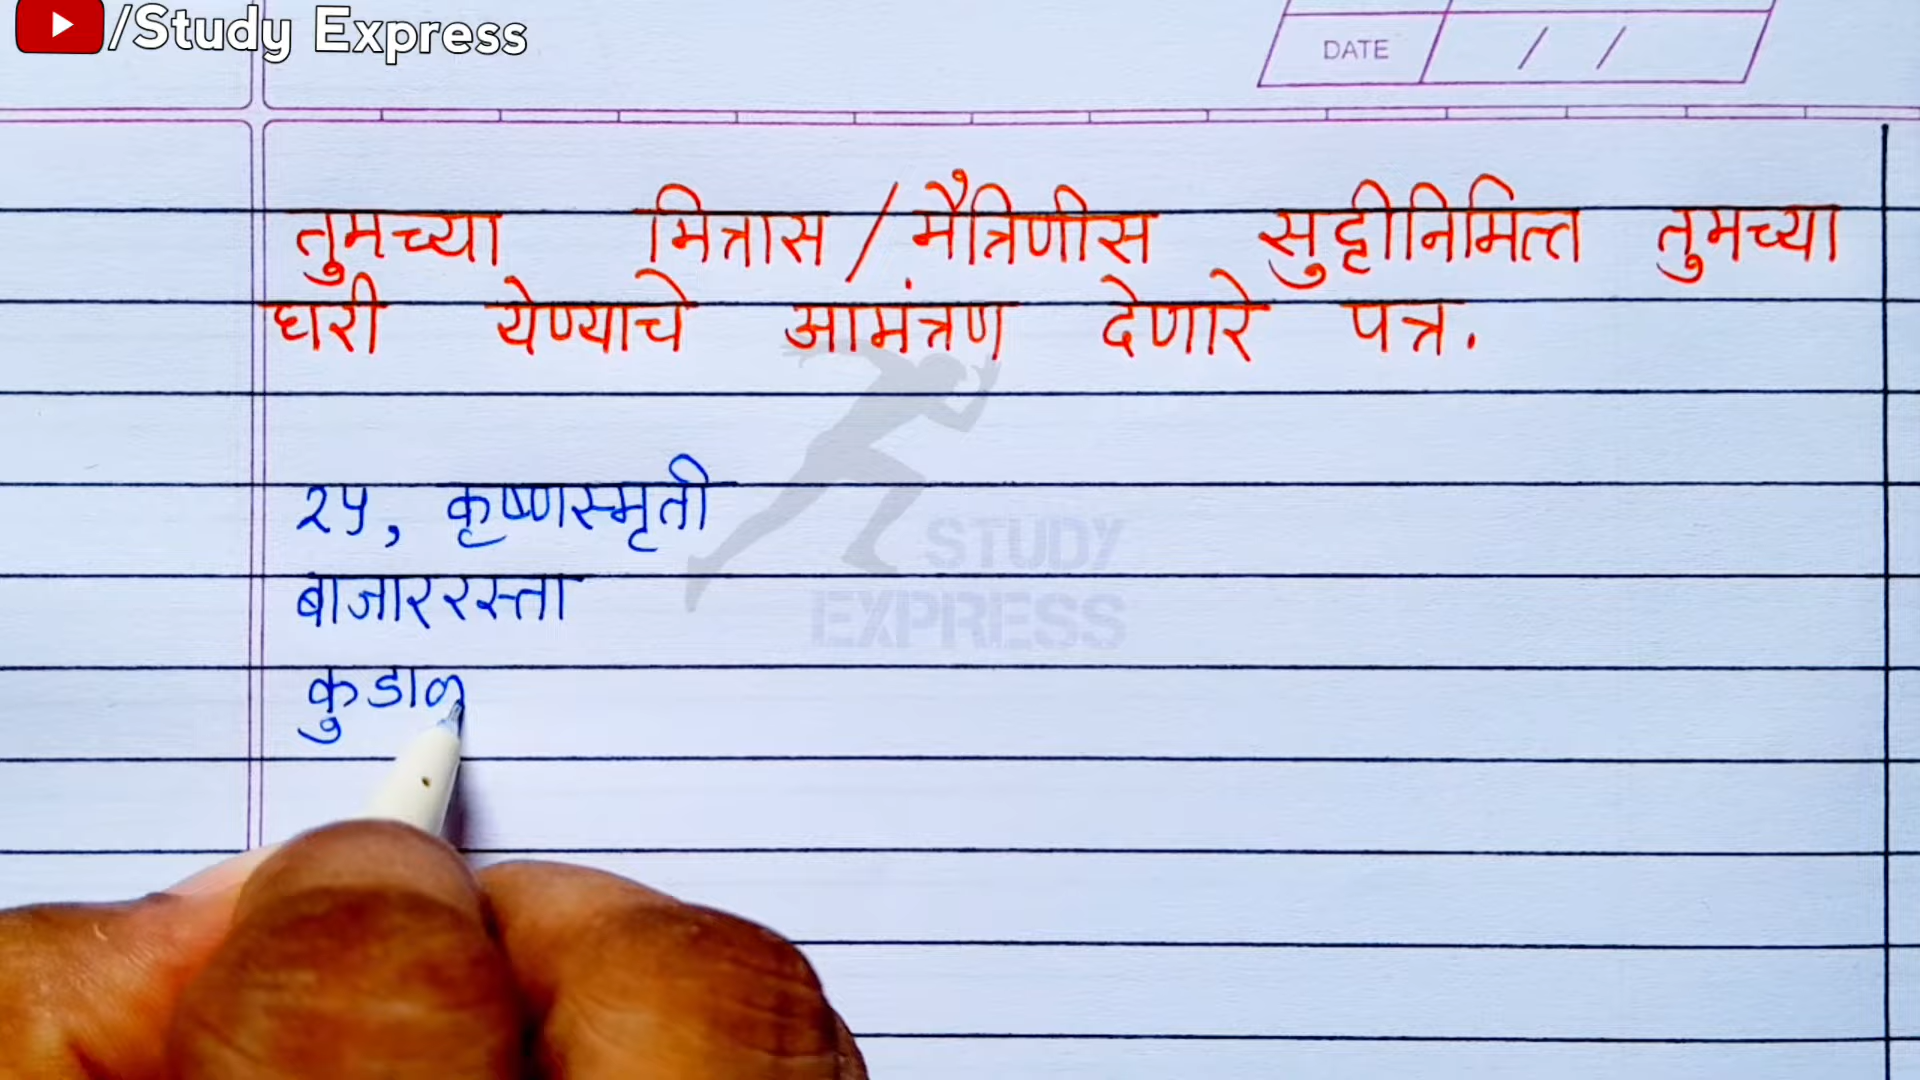 /Study Express
DATE / /
तुमच्या मित्रास/मैत्रिणीस सुट्टीनिमित्त तुमच्या
घरी येण्याचे आमंत्रण देणारे पत्र.
२५, कृष्णस्मृती
बाजाररस्ता
STUDY
EXPRESS